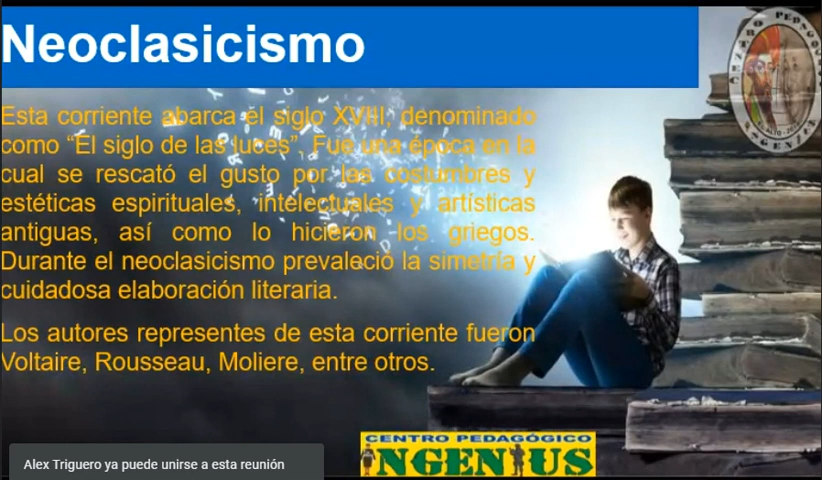 Neoclasicismo
Esta corriente abarca el siglo XVIII, denominado
como “El siglo de las luces”. Fue una época en la
cual se rescató el gusto por las costumbres y
estéticas espirituales, intelectuales y artísticas
antiguas, así como lo hicieron los griegos.
Durante el neoclasicismo prevaleció la simetría y
cuidadosa elaboración literaria.
Los autores representes de esta corriente fueron
Voltaire, Rousseau, Moliere, entre otros.
CENTRO PEDAGÓGICO
INGENIUS
Alex Triguero ya puede unirse a esta reunión